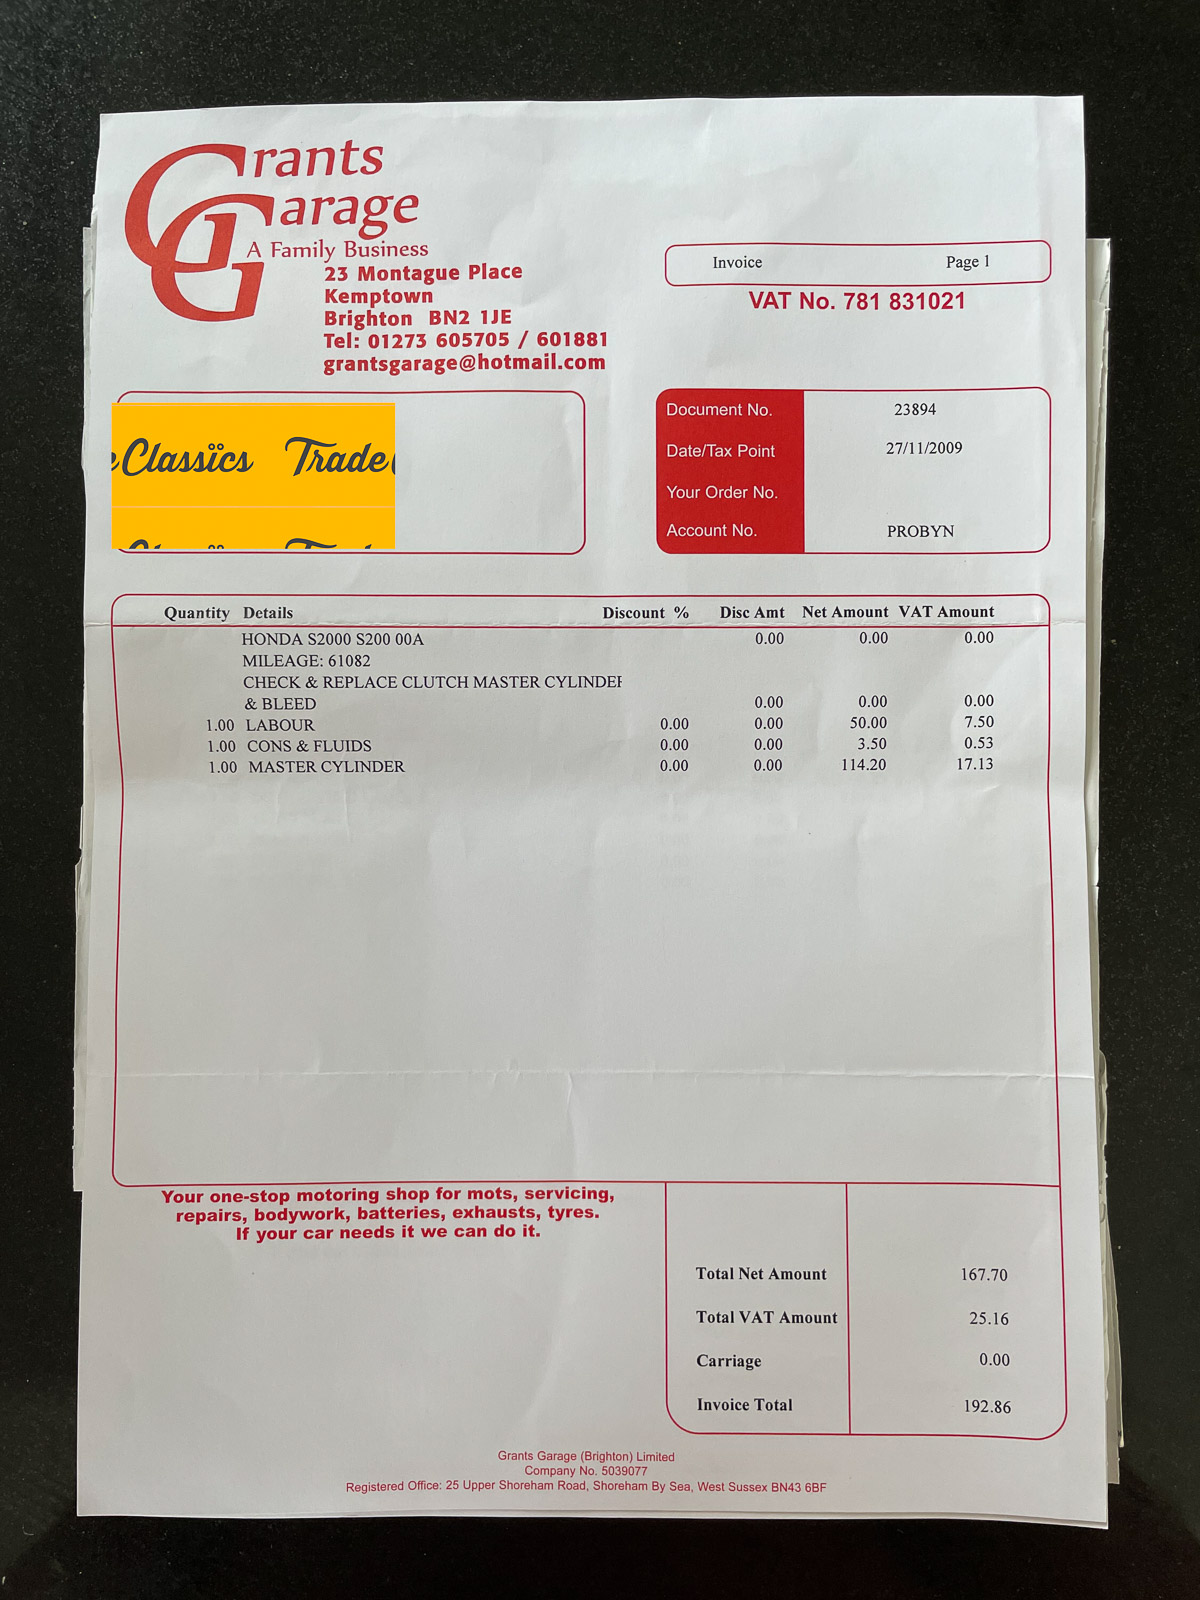 Grants
Garage
A Family Business
23 Montague Place
Kemptown
Brighton BN2 1JE
Tel: 01273 605705 / 601881
grantsgarage@hotmail.com
Invoice Page 1
VAT No. 781 831021
Classics Trade
Document No. 23894
Date/Tax Point 27/11/2009
Your Order No.
Account No. PROBYN
Quantity Details Discount % Disc Amt Net Amount VAT Amount
HONDA S2000 S200 00A 0.00 0.00 0.00
MILEAGE: 61082
CHECK & REPLACE CLUTCH MASTER CYLINDER
& BLEED 0.00 0.00 0.00
1.00 LABOUR 0.00 0.00 50.00 7.50
1.00 CONS & FLUIDS 0.00 0.00 3.50 0.53
1.00 MASTER CYLINDER 0.00 0.00 114.20 17.13
Your one-stop motoring shop for mots, servicing,
repairs, bodywork, batteries, exhausts, tyres.
If your car needs it we can do it.
Total Net Amount 167.70
Total VAT Amount 25.16
Carriage 0.00
Invoice Total 192.86
Grants Garage (Brighton) Limited
Company No. 5039077
Registered Office: 25 Upper Shoreham Road, Shoreham By Sea, West Sussex BN43 6BF